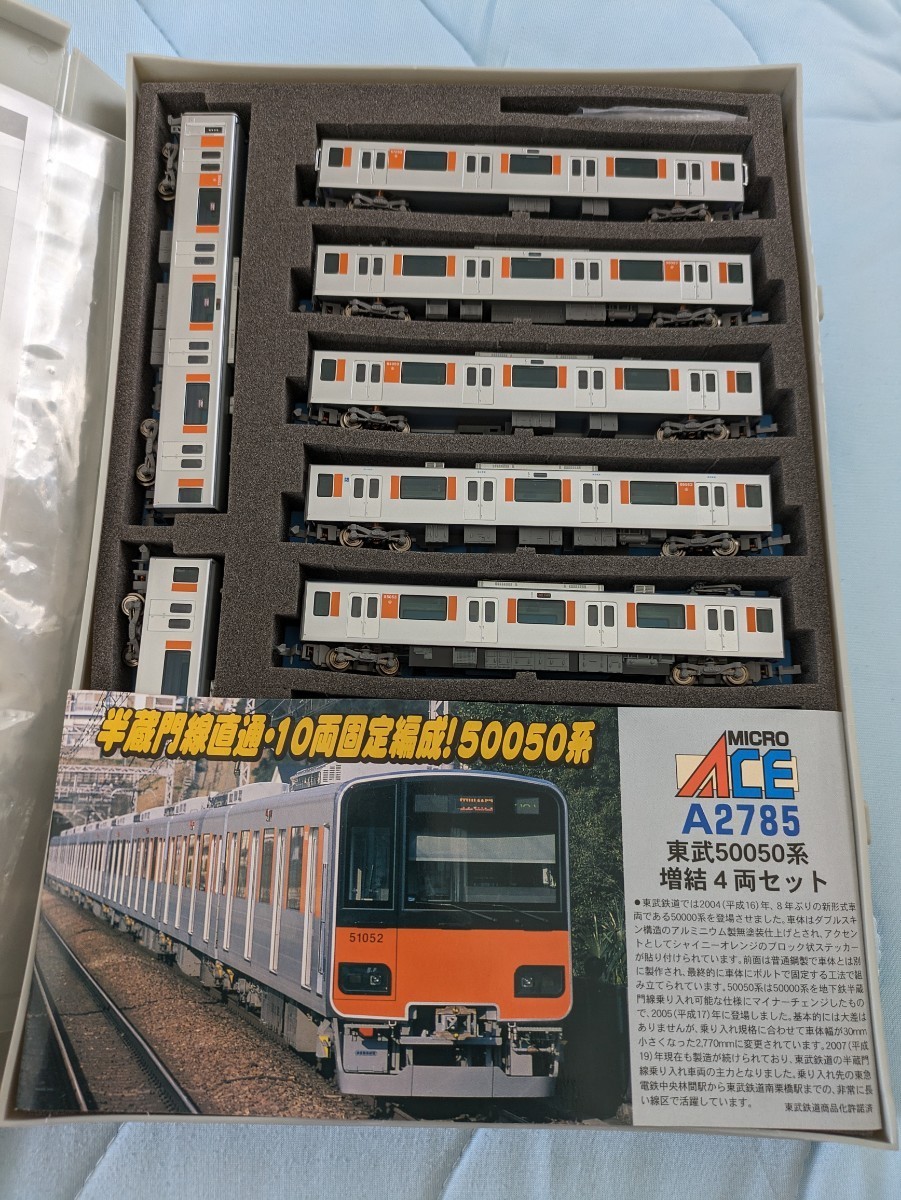 半蔵門線直通・10両固定編成!50050系
51052
MICRO
ACE
A2785
東武50050系
増結4両セット
●東武鉄道では2004(平成16)年、8年ぶりの新形式車
両である50000系を登場させました。車体はダブルスキ
ン構造のアルミニウム製無塗装仕上げとされ、アクセ
ントとしてシャイニーオレンジのブロック状ステッカー
が貼り付けられています。前面は普通鋼製で車体とは別
に製作され、最終的に車体にボルトで固定する工法で組
み立てられています。50050系は50000系を地下鉄半蔵
門線乗り入れ可能な仕様にマイナーチェンジしたもの
で、2005(平成17)年に登場しました。基本的には大差は
ありませんが、乗り入れ規格に合わせて車体幅が30mm
小さくなった2,770mmに変更されています。2007(平成
19)年現在も製造が続けられており、東武鉄道の半蔵門
線乗り入れ車両の主力となりました。乗り入れ先の東急
電鉄中央林間駅から東武鉄道南栗橋駅までの、非常に長
い線区で活躍しています。
東武鉄道商品化許諾済